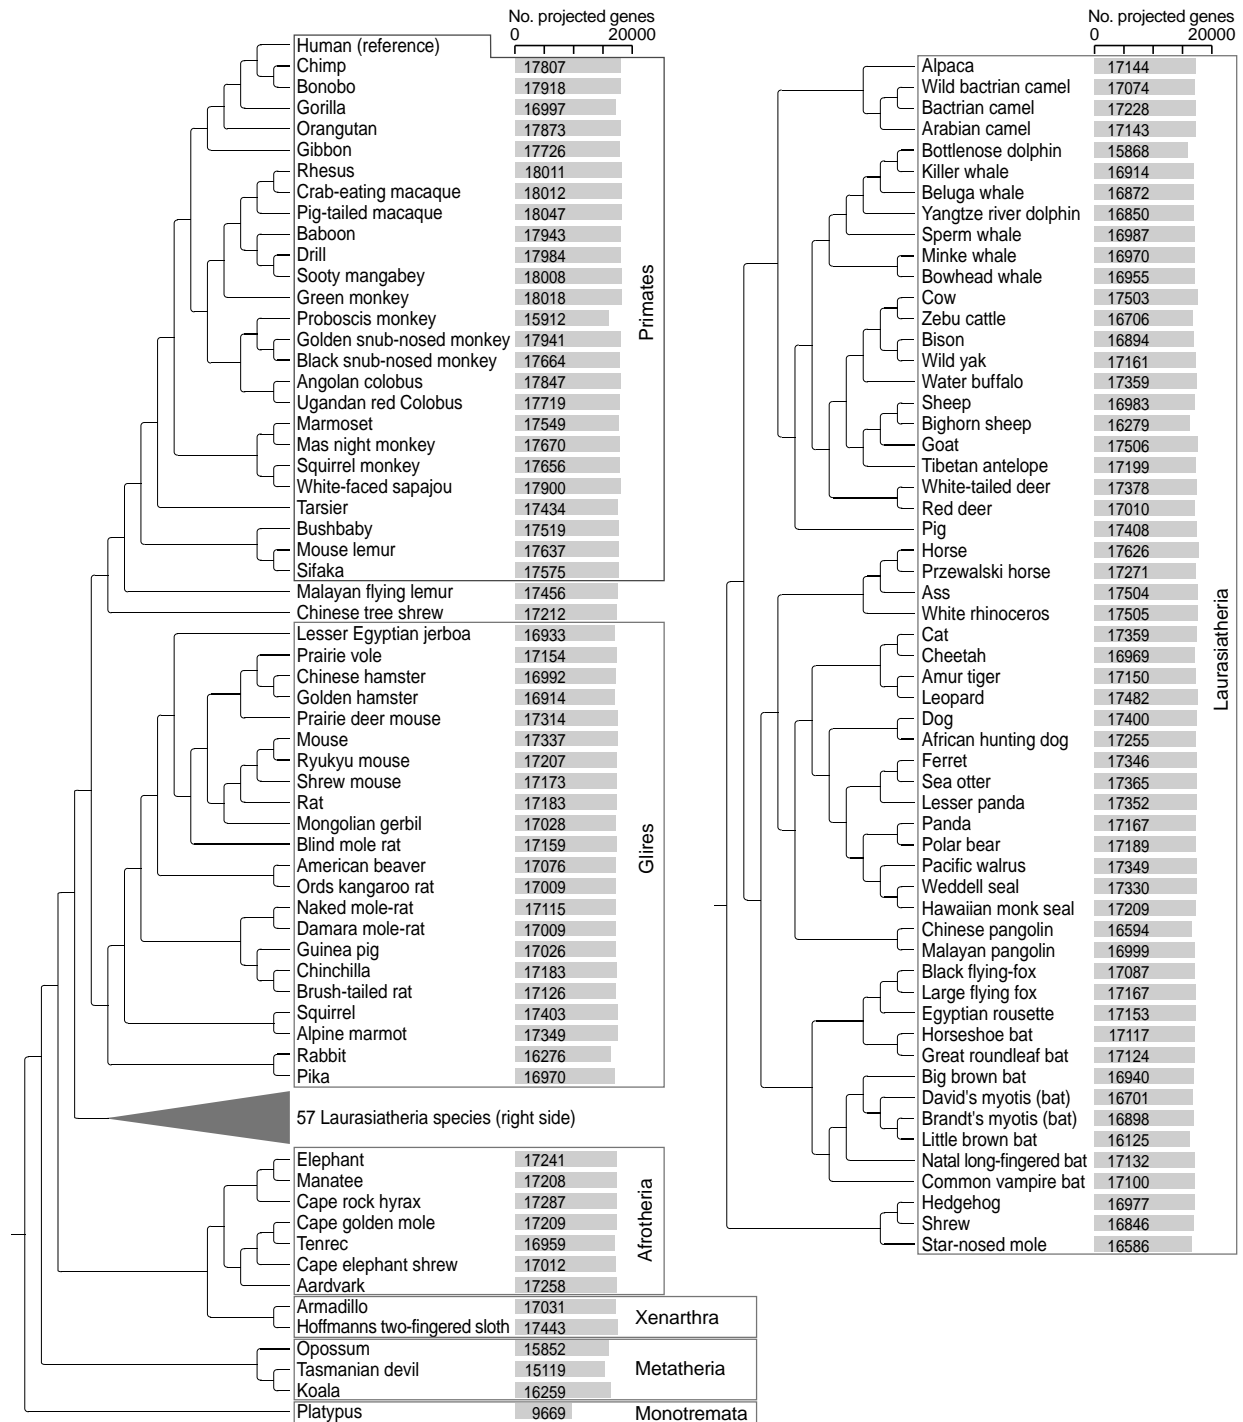 No. projected genes
0 20000
Human (reference)
Chimp 17807
Bonobo 17918
Gorilla 16997
Orangutan 17873
Gibbon 17726
Rhesus 18011
Crab-eating macaque 18012
Pig-tailed macaque 18047
Baboon 17943
Drill 17984
Sooty mangabey 18008
Green monkey 18018
Proboscis monkey 15912
Golden snub-nosed monkey 17941
Black snub-nosed monkey 17664
Angolan colobus 17847
Ugandan red Colobus 17719
Marmoset 17549
Mas night monkey 17670
Squirrel monkey 17656
White-faced sapajou 17900
Tarsier 17434
Bushbaby 17519
Mouse lemur 17637
Sifaka 17575
Primates
Malayan flying lemur 17456
Chinese tree shrew 17212
Lesser Egyptian jerboa 16933
Prairie vole 17154
Chinese hamster 16992
Golden hamster 16914
Prairie deer mouse 17314
Mouse 17337
Ryukyu mouse 17207
Shrew mouse 17173
Rat 17183
Mongolian gerbil 17028
Blind mole rat 17159
American beaver 17076
Ords kangaroo rat 17009
Naked mole-rat 17115
Damara mole-rat 17009
Guinea pig 17026
Chinchilla 17183
Brush-tailed rat 17126
Squirrel 17403
Alpine marmot 17349
Rabbit 16276
Pika 16970
Glires
57 Laurasiatheria species (right side)
Elephant 17241
Manatee 17208
Cape rock hyrax 17287
Cape golden mole 17209
Tenrec 16959
Cape elephant shrew 17012
Aardvark 17258
Afrotheria
Armadillo 17031
Hoffmanns two-fingered sloth 17443
Xenarthra
Opossum 15852
Tasmanian devil 15119
Koala 16259
Metatheria
Platypus 9669
Monotremata
No. projected genes
0 20000
Alpaca 17144
Wild bactrian camel 17074
Bactrian camel 17228
Arabian camel 17143
Bottlenose dolphin 15868
Killer whale 16914
Beluga whale 16872
Yangtze river dolphin 16850
Sperm whale 16987
Minke whale 16970
Bowhead whale 16955
Cow 17503
Zebu cattle 16706
Bison 16894
Wild yak 17161
Water buffalo 17359
Sheep 16983
Bighorn sheep 16279
Goat 17506
Tibetan antelope 17199
White-tailed deer 17378
Red deer 17010
Pig 17408
Horse 17626
Przewalski horse 17271
Ass 17504
White rhinoceros 17505
Cat 17359
Cheetah 16969
Amur tiger 17150
Leopard 17482
Dog 17400
African hunting dog 17255
Ferret 17346
Sea otter 17365
Lesser panda 17352
Panda 17167
Polar bear 17189
Pacific walrus 17349
Weddell seal 17330
Hawaiian monk seal 17209
Chinese pangolin 16594
Malayan pangolin 16999
Black flying-fox 17087
Large flying fox 17167
Egyptian rousette 17153
Horseshoe bat 17117
Great roundleaf bat 17124
Big brown bat 16940
David's myotis (bat) 16701
Brandt's myotis (bat) 16898
Little brown bat 16125
Natal long-fingered bat 17132
Common vampire bat 17100
Hedgehog 16977
Shrew 16846
Star-nosed mole 16586
Laurasiatheria